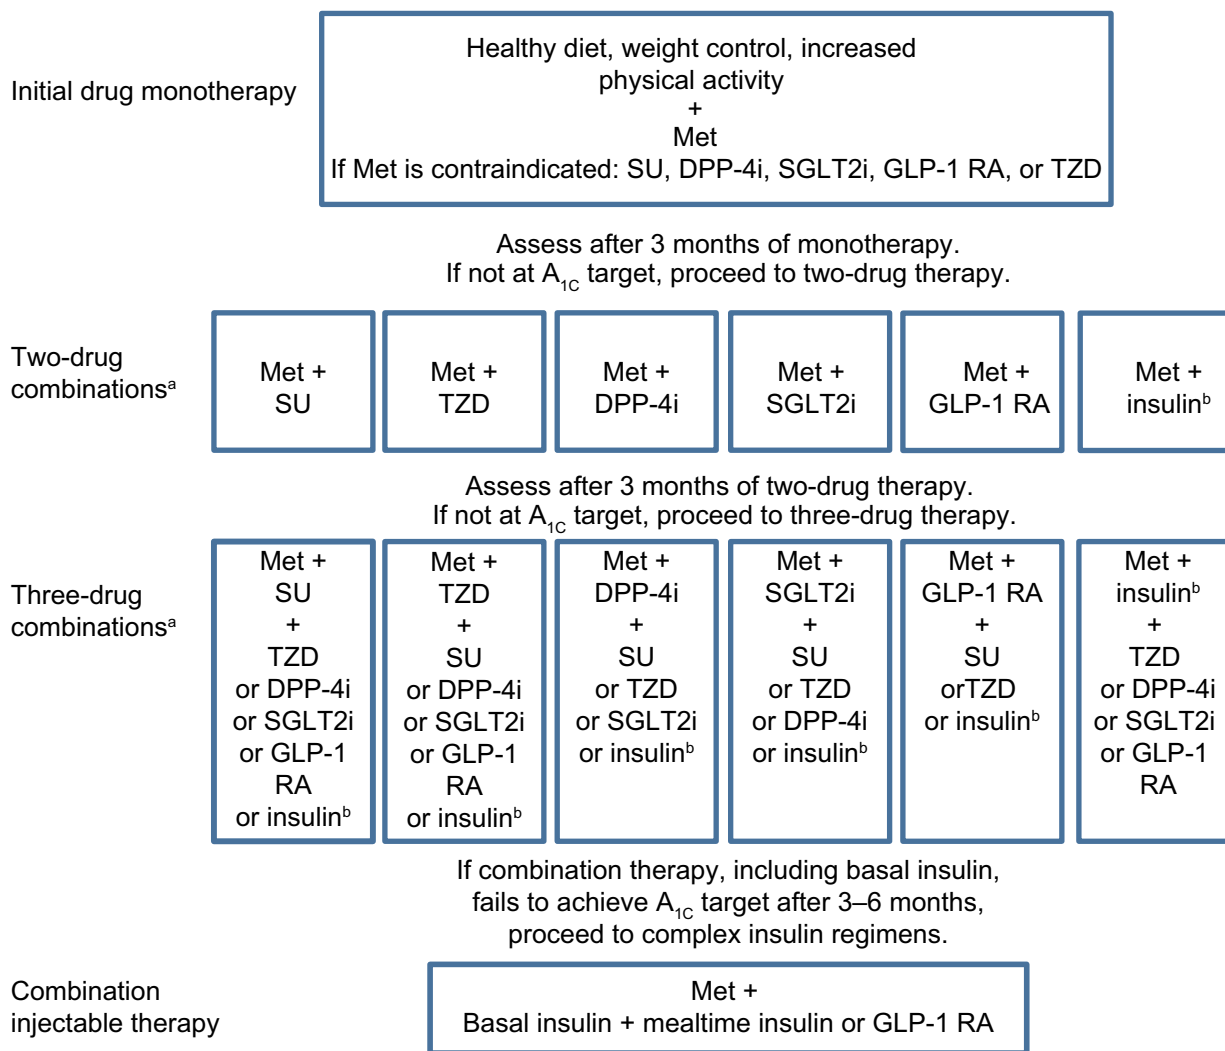 Initial drug monotherapy
Healthy diet, weight control, increased
physical activity
+
Met
If Met is contraindicated: SU, DPP-4i, SGLT2i, GLP-1 RA, or TZD
Assess after 3 months of monotherapy.
If not at A1C target, proceed to two-drug therapy.
Two-drug
combinationsa
Met +
SU
Met +
TZD
Met +
DPP-4i
Met +
SGLT2i
Met +
GLP-1 RA
Met +
insulinb
Assess after 3 months of two-drug therapy.
If not at A1C target, proceed to three-drug therapy.
Three-drug
combinationsa
Met +
SU
+
TZD
or DPP-4i
or SGLT2i
or GLP-1
RA
or insulinb
Met +
TZD
+
SU
or DPP-4i
or SGLT2i
or GLP-1
RA
or insulinb
Met +
DPP-4i
+
SU
or TZD
or SGLT2i
or insulinb
Met +
SGLT2i
+
SU
or TZD
or DPP-4i
or insulinb
Met +
GLP-1 RA
+
SU
orTZD
or insulinb
Met +
insulinb
+
TZD
or DPP-4i
or SGLT2i
or GLP-1
RA
If combination therapy, including basal insulin,
fails to achieve A1C target after 3–6 months,
proceed to complex insulin regimens.
Combination
injectable therapy
Met +
Basal insulin + mealtime insulin or GLP-1 RA